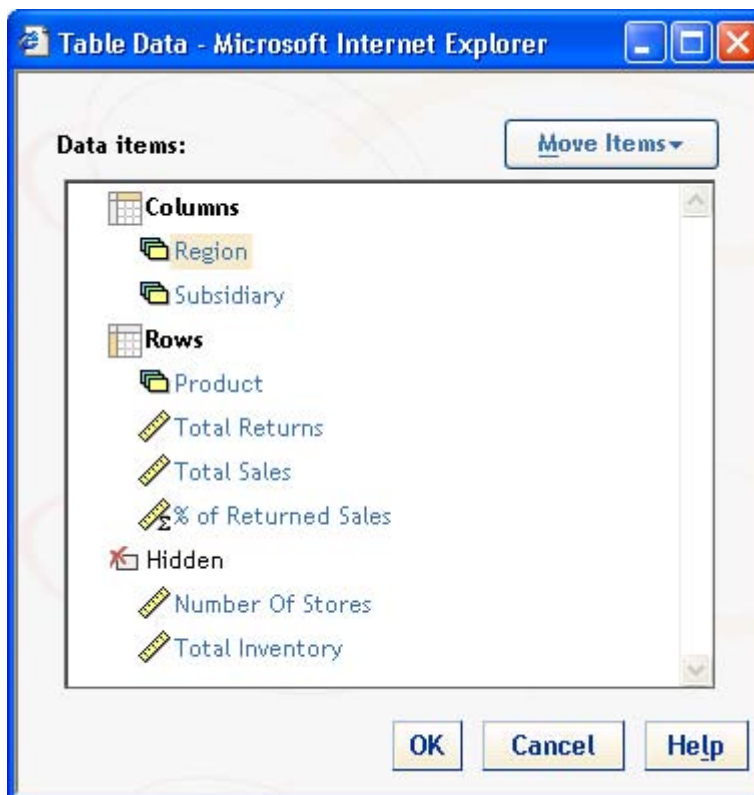 Table Data - Microsoft Internet Explorer
Data items:
Move Items
Columns
Region
Subsidiary
Rows
Product
Total Returns
Total Sales
Σ% of Returned Sales
Hidden
Number Of Stores
Total Inventory
OK Cancel Help